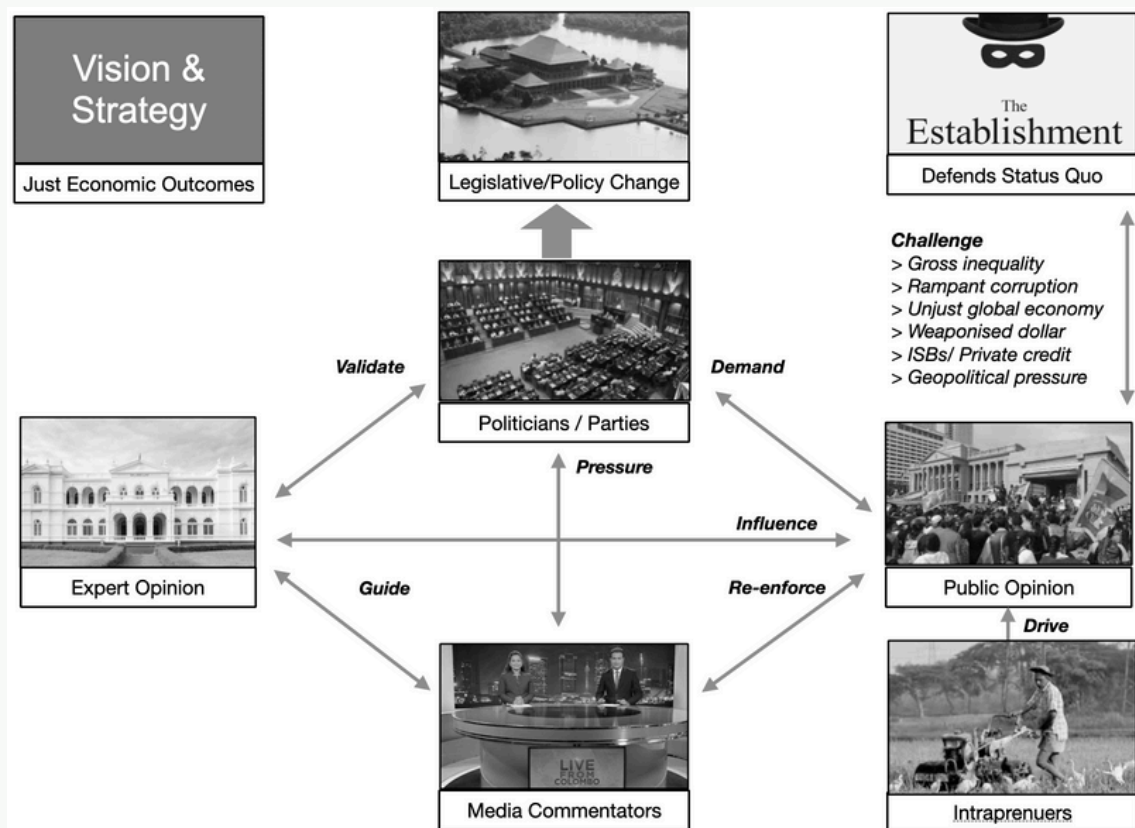 Vision &
Strategy
Just Economic Outcomes
Legislative/Policy Change
The
Establishment
Defends Status Quo
Challenge
> Gross inequality
> Rampant corruption
> Unjust global economy
> Weaponised dollar
> ISBs/ Private credit
> Geopolitical pressure
Validate
Demand
Politicians / Parties
Pressure
Influence
Expert Opinion
Guide
Re-enforce
Public Opinion
Drive
LIVE
FROM
COLOMBO
Media Commentators
Intraprenuers